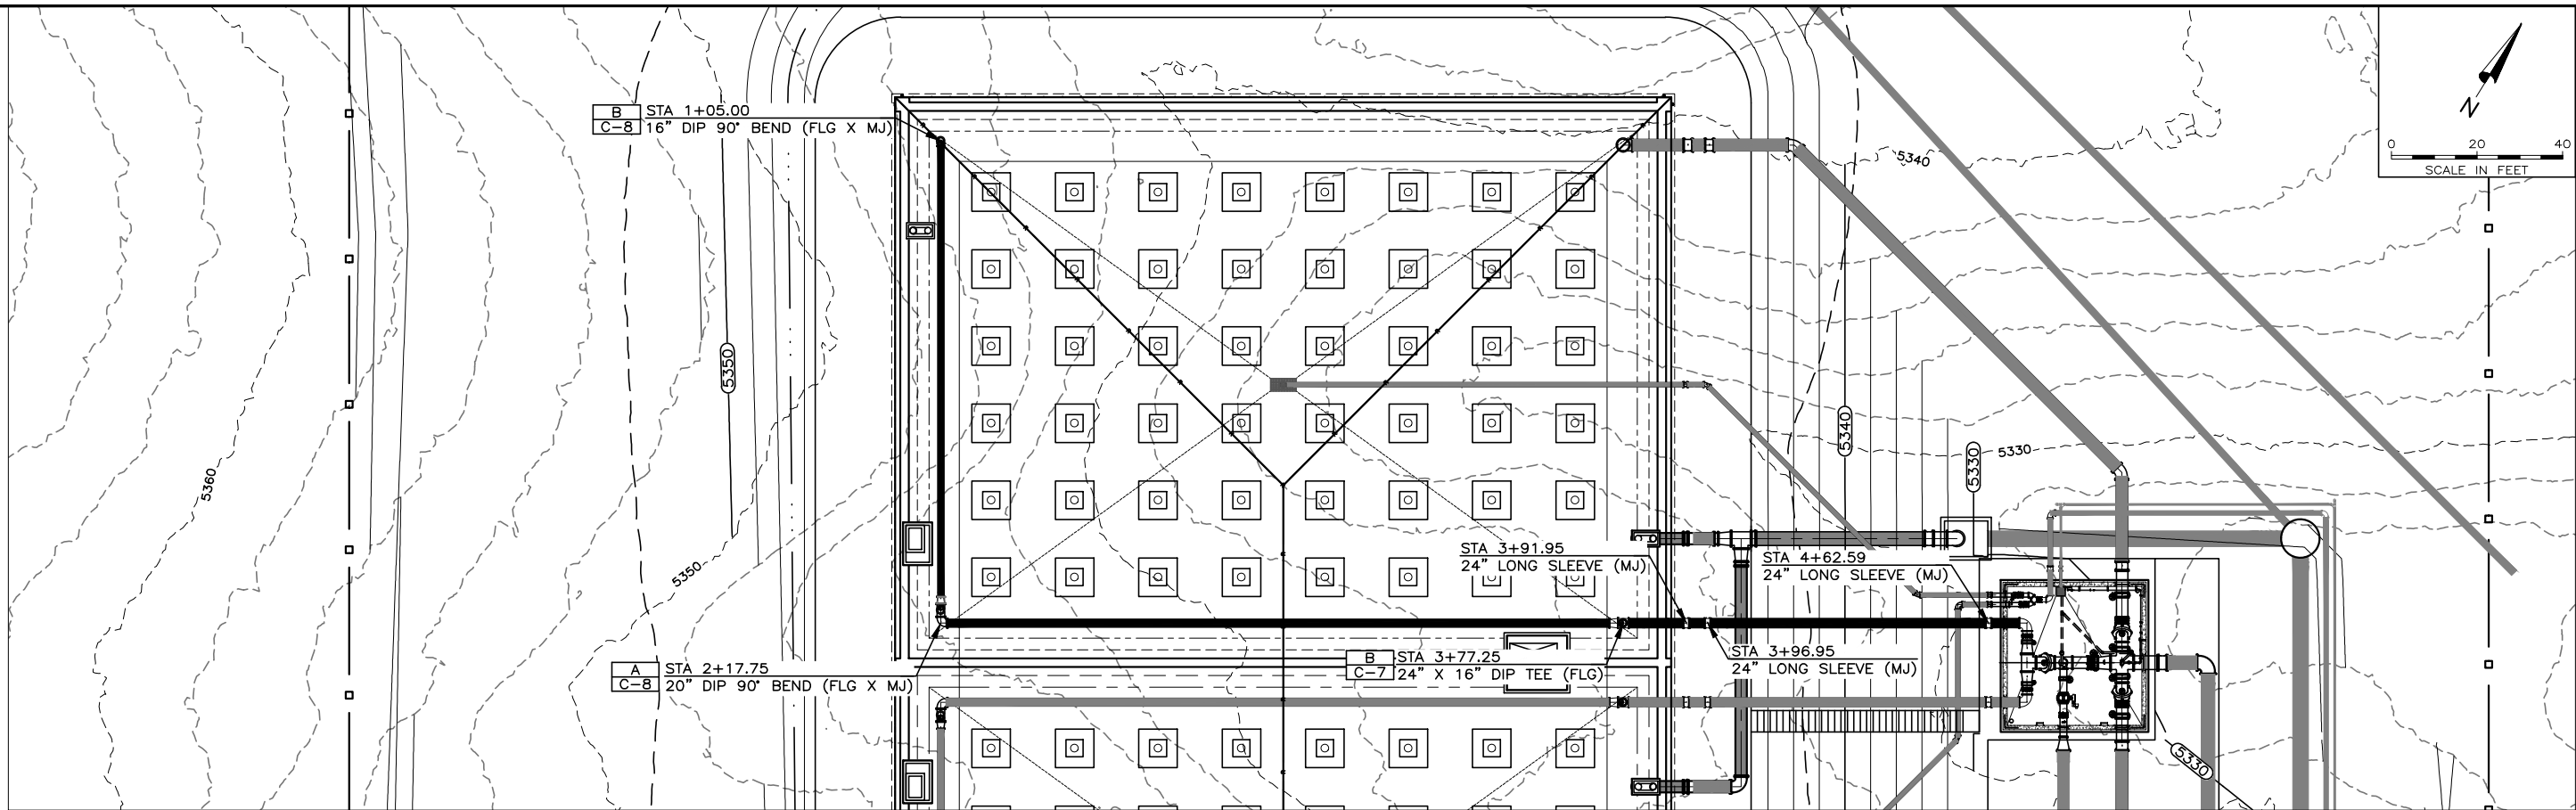 B STA 1+05.00
C-8 16" DIP 90° BEND (FLG X MJ)
N
0 20 40
SCALE IN FEET
5340
5350
5340
5330
5330
5360
5350
STA 3+91.95
24" LONG SLEEVE (MJ)
STA 4+62.59
24" LONG SLEEVE (MJ)
A STA 2+17.75
C-8 20" DIP 90° BEND (FLG X MJ)
B STA 3+77.25
C-7 24" X 16" DIP TEE (FLG)
STA 3+96.95
24" LONG SLEEVE (MJ)
5330